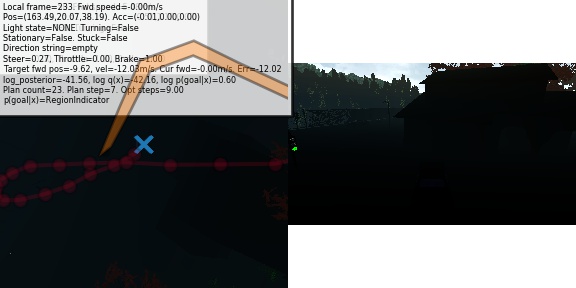 Local frame=233. Fwd speed=-0.00m/s.
Pos=(163.49,20.07,38.19). Acc=(-0.01,0.00,0.00)
Light state=NONE. Turning=False
Stationary=False. Stuck=False
Direction string=empty
Steer=0.27, Throttle=0.00, Brake=1.00
Target fwd pos=-9.62, vel=-12.03m/s. Cur fwd=-0.00m/s, Err=-12.02
log_posterior=-41.56, log q(x)=-42.16, log p(goal|x)=0.60
Plan count=23. Plan step=7. Opt steps=9.00
p(goal|x)=RegionIndicator